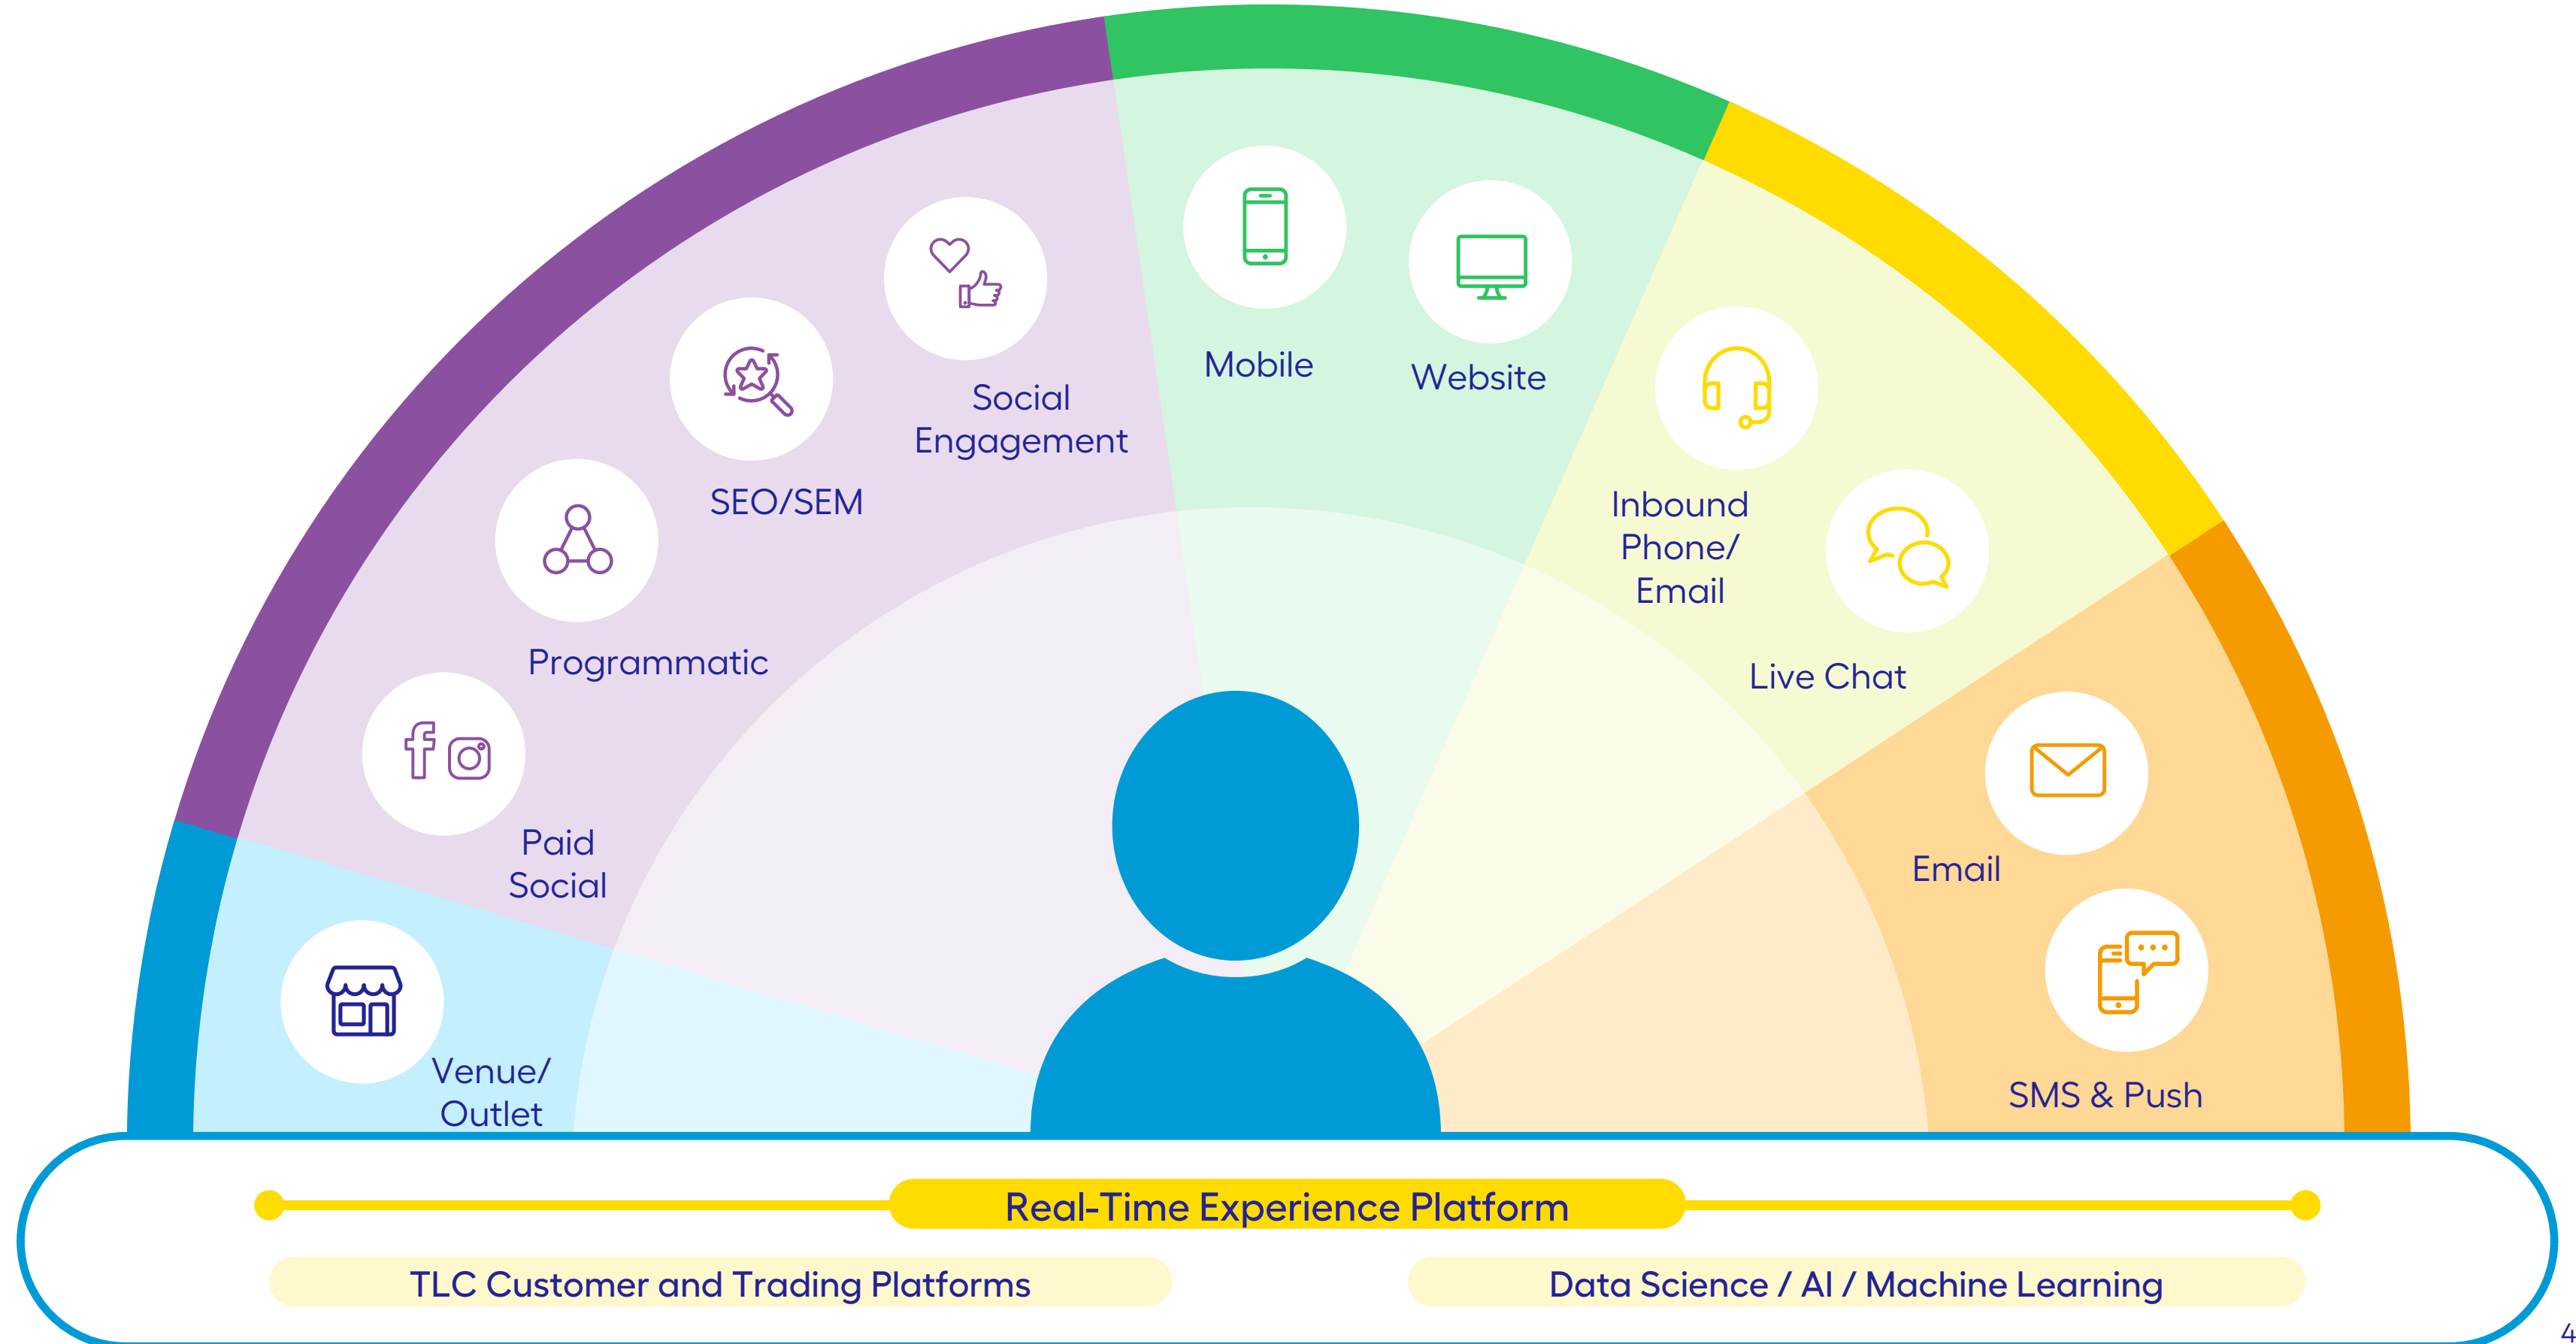 Social
Engagement
Mobile
Website
SEO/SEM
Inbound
Phone/
Email
Programmatic
Live Chat
Paid
Social
Email
Venue/
Outlet
SMS & Push
Real-Time Experience Platform
TLC Customer and Trading Platforms
Data Science / AI / Machine Learning
4